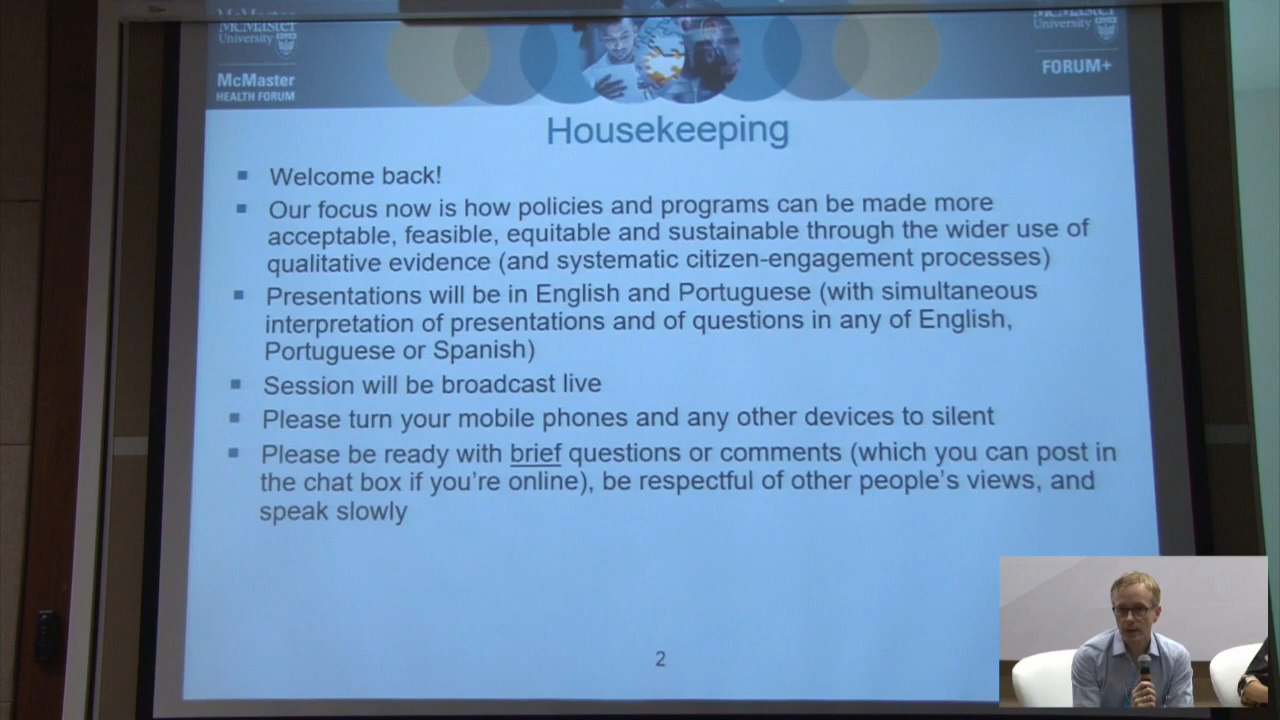 McMaster
University
McMaster
HEALTH FORUM
McMaster
University
FORUM+
Housekeeping
Welcome back!
Our focus now is how policies and programs can be made more
acceptable, feasible, equitable and sustainable through the wider use of
qualitative evidence (and systematic citizen-engagement processes)
Presentations will be in English and Portuguese (with simultaneous
interpretation of presentations and of questions in any of English,
Portuguese or Spanish)
Session will be broadcast live
Please turn your mobile phones and any other devices to silent
Please be ready with brief questions or comments (which you can post in
the chat box if you're online), be respectful of other people's views, and
speak slowly
2